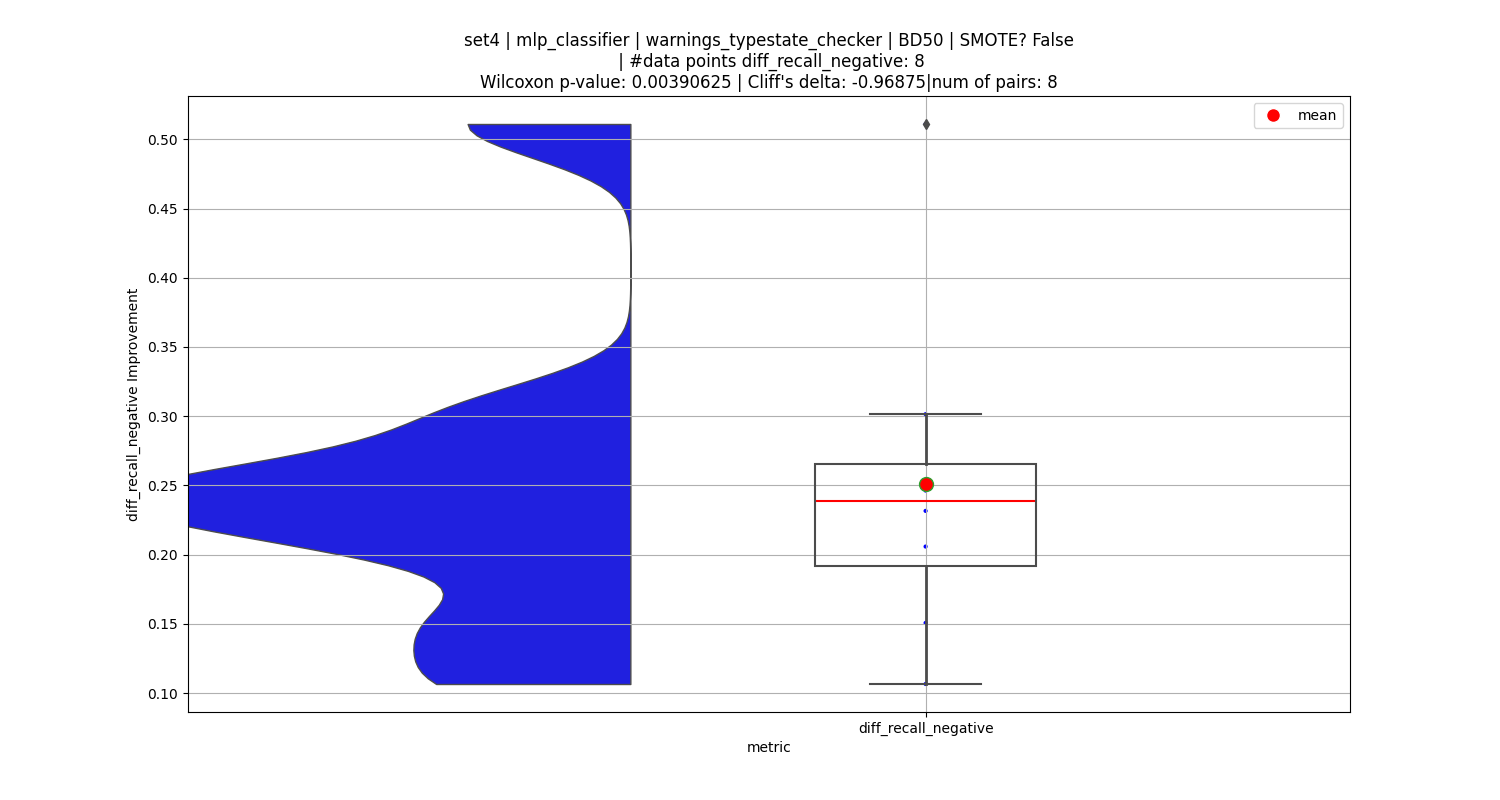 set4 | mlp_classifier | warnings_typestate_checker | BD50 | SMOTE? False
| #data points diff_recall_negative: 8
Wilcoxon p-value: 0.00390625 | Cliff's delta: -0.96875|num of pairs: 8
mean
0.50
0.45
0.40
0.35
0.30
0.25
0.20
0.15
0.10
diff_recall_negative Improvement
diff_recall_negative
metric